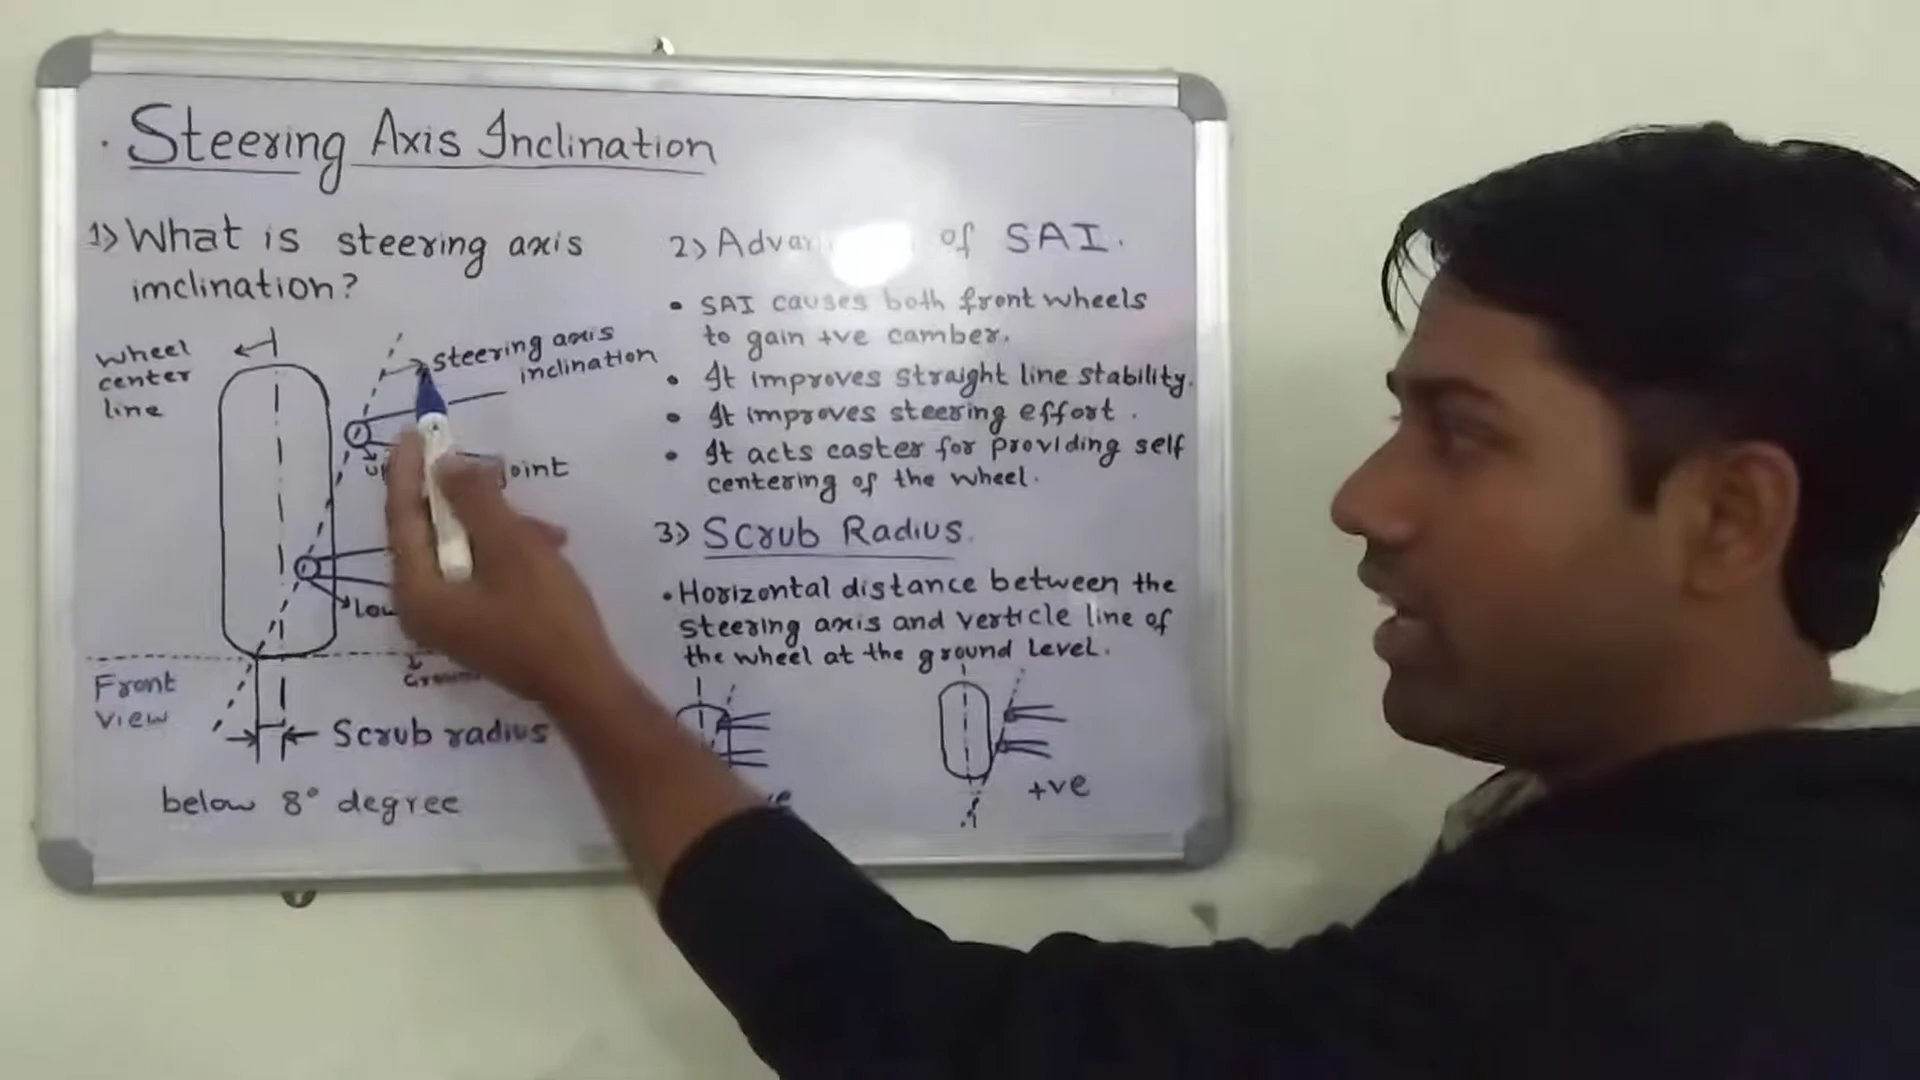 Steering Axis Inclination
1) What is steering axis
imclination?
wheel
center
line
steering axis
inclination
joint
Front
view
Scrub radius
below 8° degree
2) of SAI.
• SAI causes both front wheels
to gain +ve camber.
• It improves straight line stability.
• It improves steering effort.
• It acts caster for providing self
centering of the wheel.
3) Scrub Radius.
• Horizontal distance between the
steering axis and verticle line of
the wheel at the ground level.
+ve